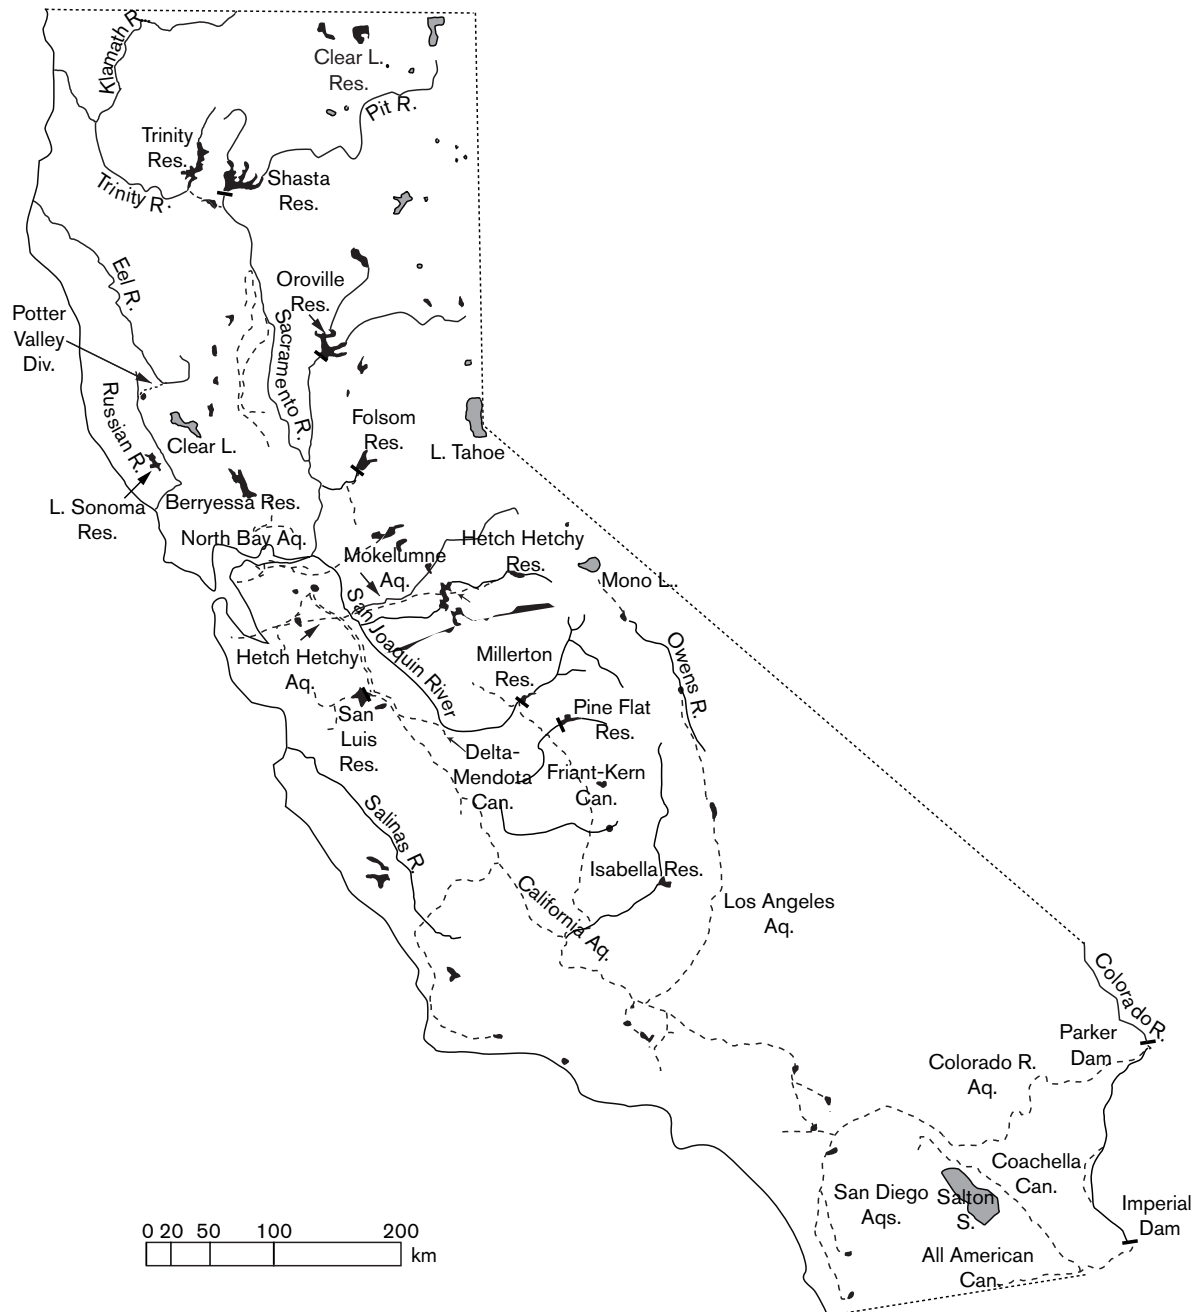 Klamath R.
Clear L.
Res.
Pit R.
Trinity
Res.
Shasta
Res.
Trinity R.
Eel R.
Oroville
Res.
Potter
Valley
Div.
Sacramento R.
Russian R.
Folsom
Res.
Clear L.
L. Tahoe
L. Sonoma
Res.
Berryessa Res.
North Bay Aq.
Mokelumne
Aq.
Hetch Hetchy
Res.
Mono L.
San Joaquin River
Hetch Hetchy
Aq.
Millerton
Res.
Owens R.
San
Luis
Res.
Pine Flat
Res.
Delta-
Mendota
Can.
Friant-Kern
Can.
Salinas R.
Isabella Res.
California Aq.
Los Angeles
Aq.
Colorado R.
Parker
Dam
Colorado R.
Aq.
Coachella
Can.
San Diego
Aqs.
Salton
S.
Imperial
Dam
All American
Can.
0 20 50 100 200
km